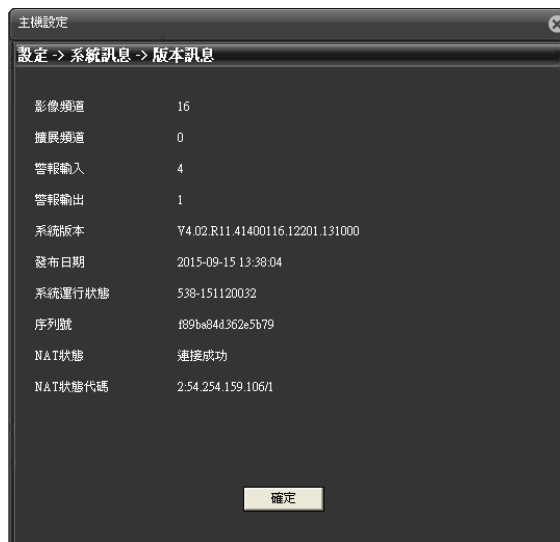 主機設定
設定 -> 系統訊息 -> 版本訊息
影像頻道 16
擴展頻道 0
警報輸入 4
警報輸出 1
系統版本 V4.02.R11.41400116.12201.131000
發布日期 2015-09-15 13:38:04
系統運行狀態 538-151120032
序列號 f89ba84d362e5b79
NAT狀態 連接成功
NAT狀態代碼 2:54.254.159.106/1
確定